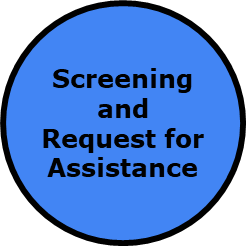 Screening
and
Request for
Assistance